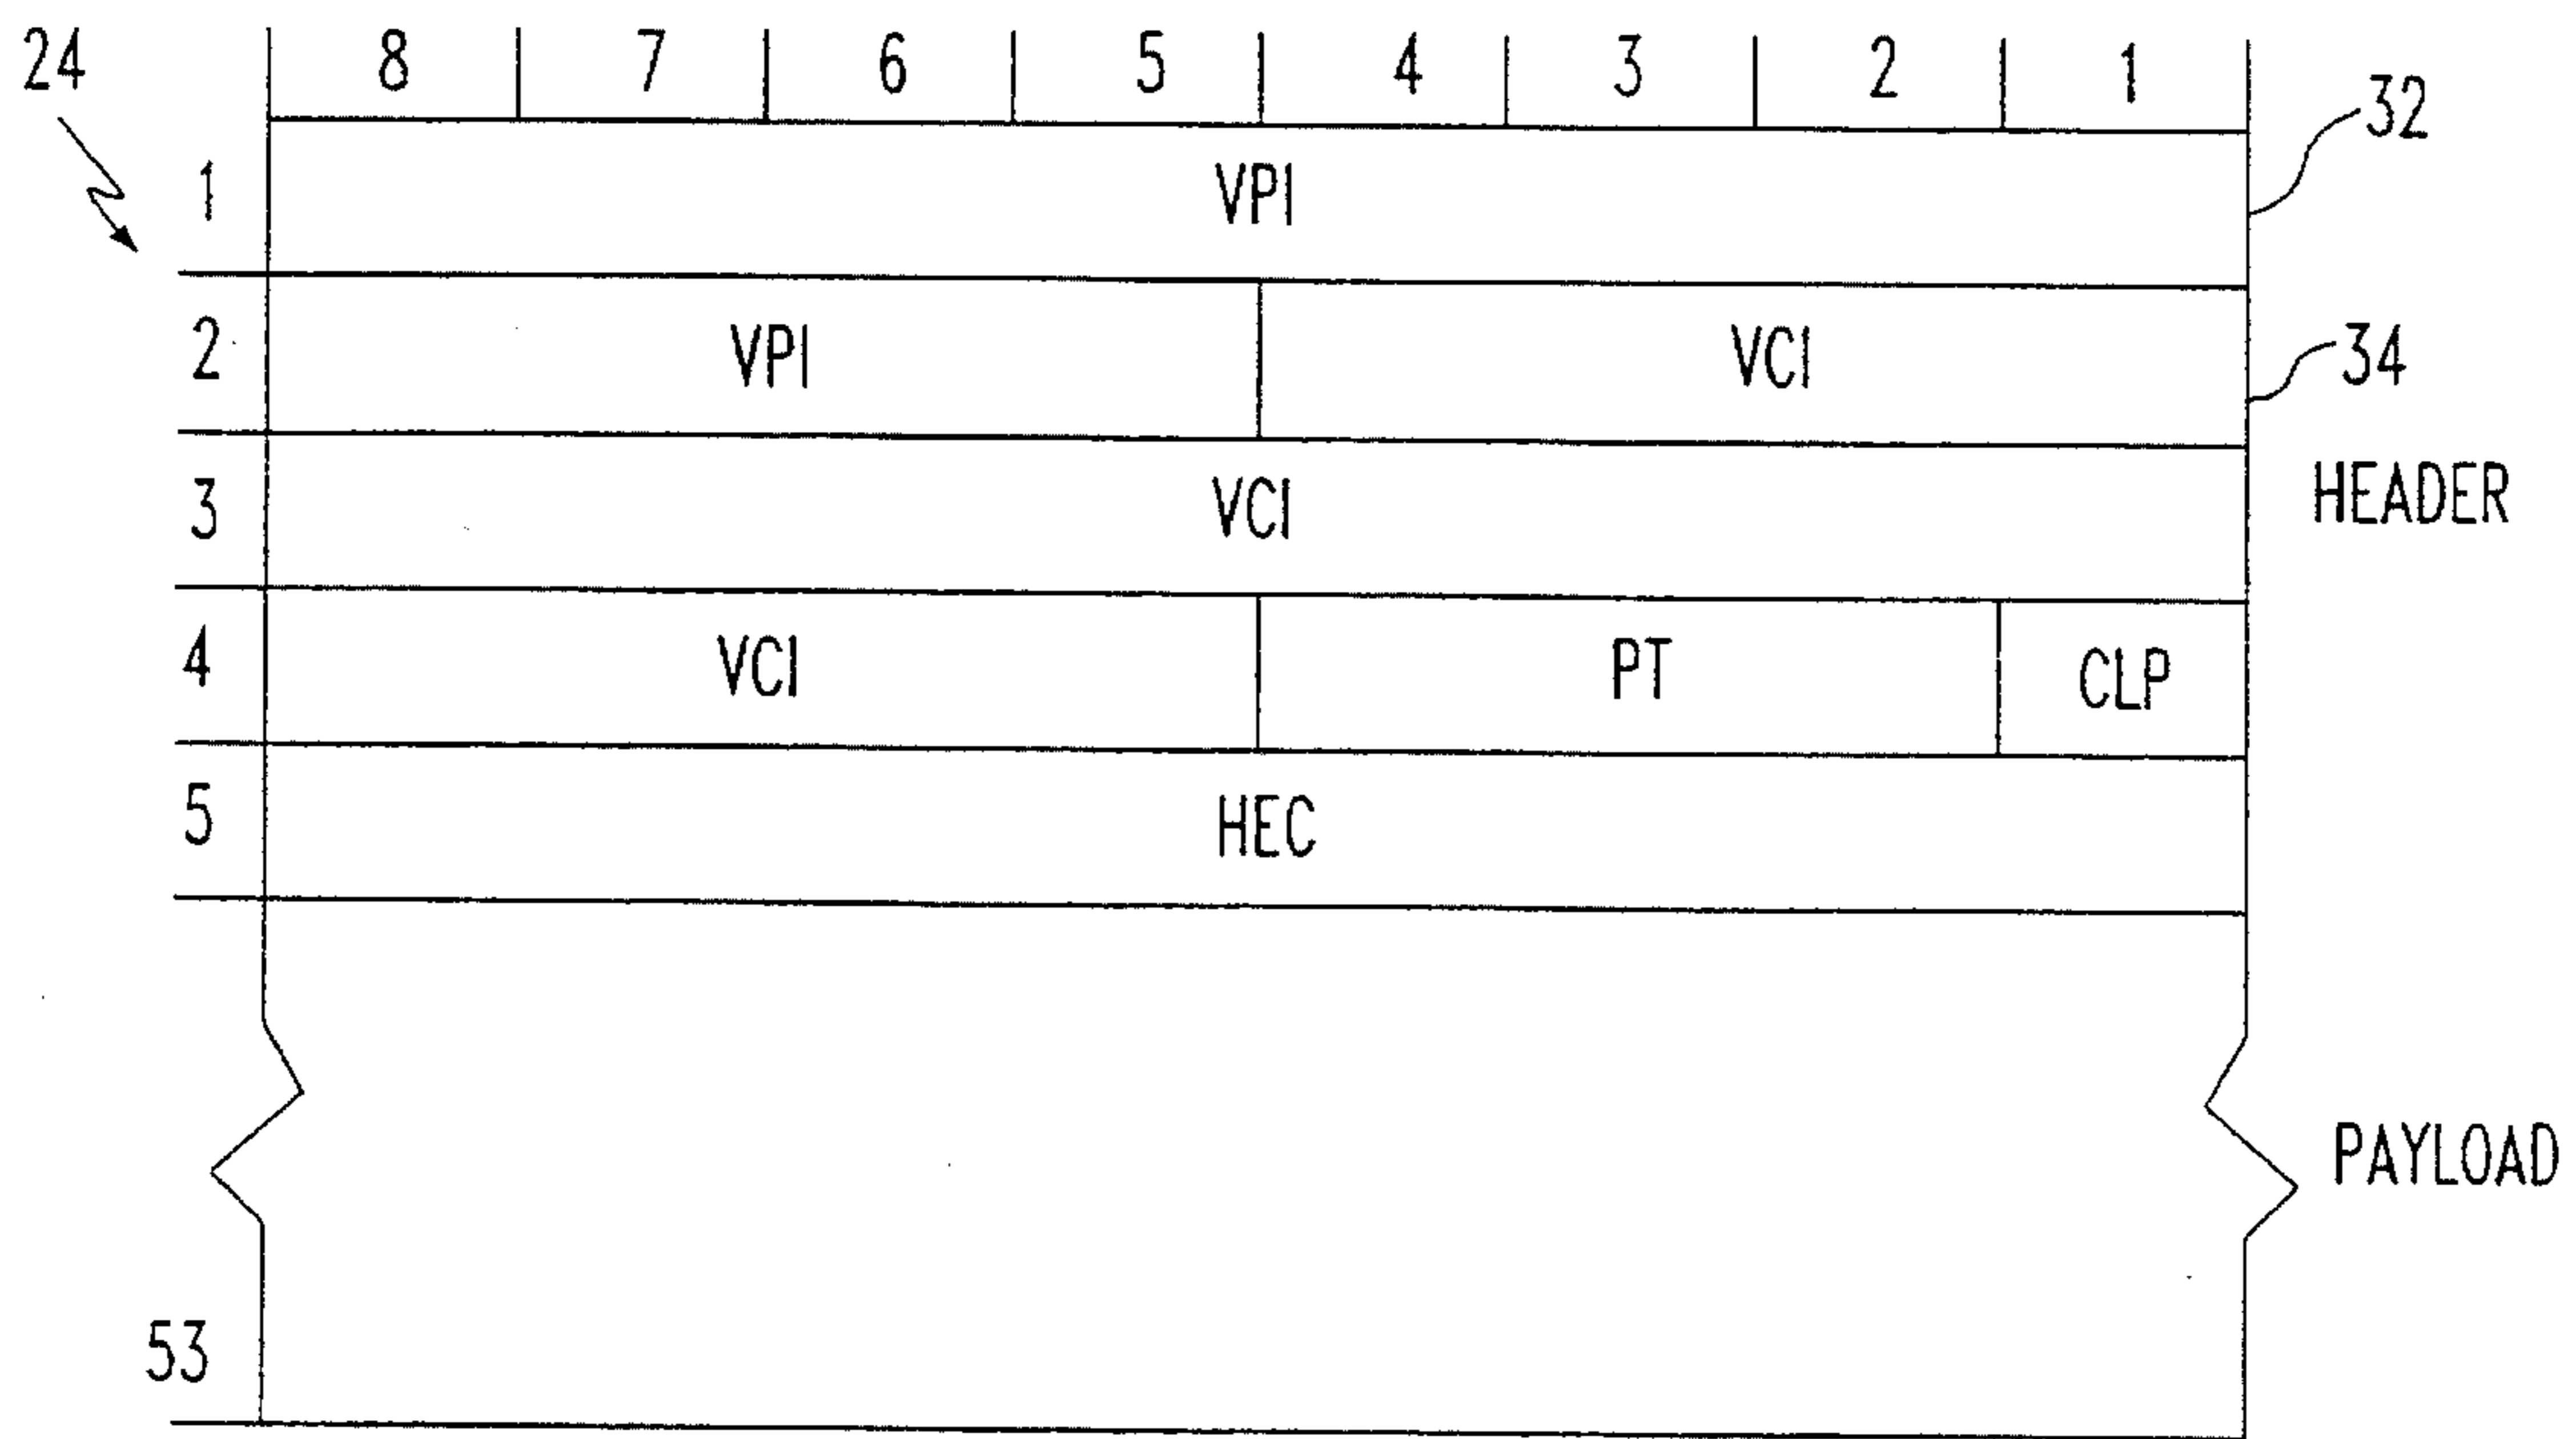 24 8 7 6 5 4 3 2 1
32
1 VPI
2 VPI VCI 34
3 VCI HEADER
4 VCI PT CLP
5 HEC
PAYLOAD
53